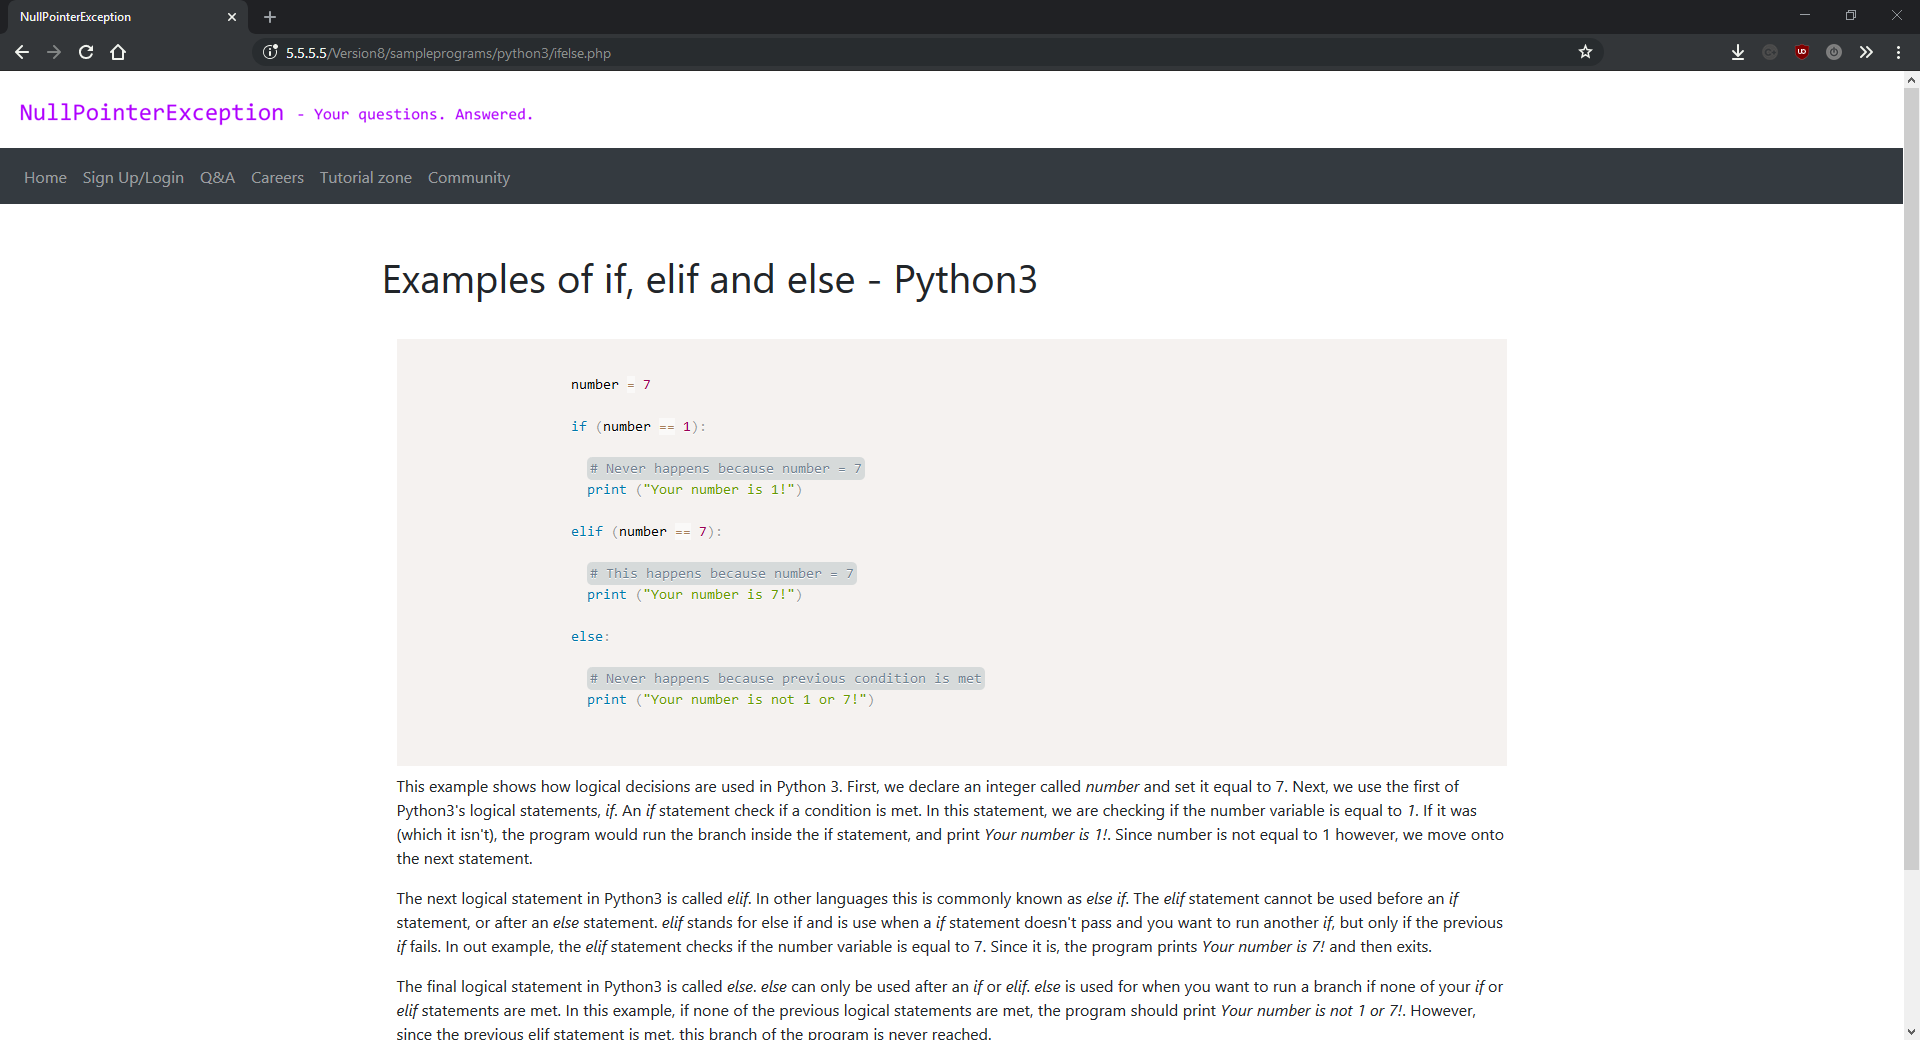 NullPointerException
5.5.5.5/Version8/sampleprograms/python3/ifelse.php
NullPointerException - Your questions. Answered.
Home Sign Up/Login Q&A Careers Tutorial zone Community
Examples of if, elif and else - Python3
number = 7
if (number == 1):
# Never happens because number = 7
print ("Your number is 1!")
elif (number == 7):
# This happens because number = 7
print ("Your number is 7!")
else:
# Never happens because previous condition is met
print ("Your number is not 1 or 7!")
This example shows how logical decisions are used in Python 3. First, we declare an integer called number and set it equal to 7. Next, we use the first of
Python3's logical statements, if. An if statement check if a condition is met. In this statement, we are checking if the number variable is equal to 1. If it was
(which it isn't), the program would run the branch inside the if statement, and print Your number is 1!. Since number is not equal to 1 however, we move onto
the next statement.
The next logical statement in Python3 is called elif. In other languages this is commonly known as else if. The elif statement cannot be used before an if
statement, or after an else statement. elif stands for else if and is use when a if statement doesn't pass and you want to run another if, but only if the previous
if fails. In out example, the elif statement checks if the number variable is equal to 7. Since it is, the program prints Your number is 7! and then exits.
The final logical statement in Python3 is called else. else can only be used after an if or elif. else is used for when you want to run a branch if none of your if or
elif statements are met. In this example, if none of the previous logical statements are met, the program should print Your number is not 1 or 7!. However,
since the previous elif statement is met, this branch of the program is never reached.